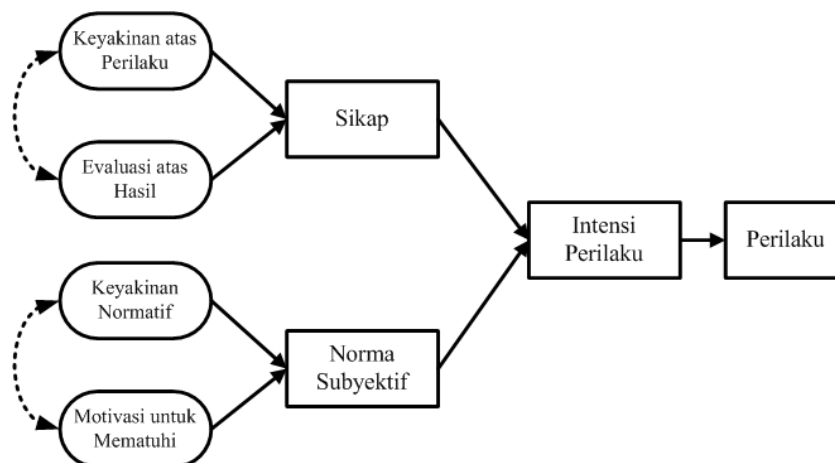 Keyakinan atas
Perilaku
Evaluasi atas
Hasil
Sikap
Keyakinan
Normatif
Motivasi untuk
Mematuhi
Norma
Subyektif
Intensi
Perilaku
Perilaku